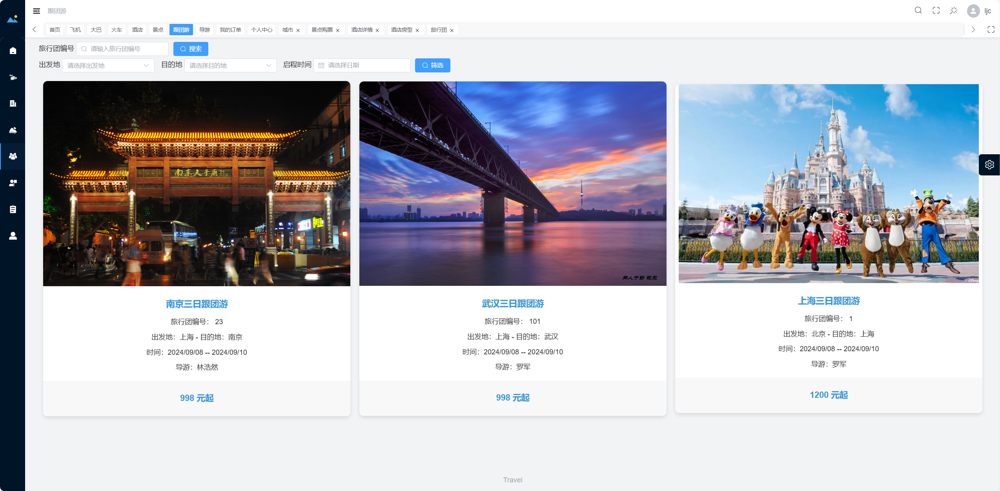 跟团游
ljc
首页 飞机 大巴 火车 酒店 景点 跟团游 导游 我的订单 个人中心 城市 景点购票 酒店详情 酒店房型 旅行团
旅行团编号 请输入旅行团编号 搜索
出发地 请选择出发地 目的地 请选择目的地 启程时间 请选择日期 筛选
南京夫子庙
30
同人于野 视觉
© Disney
南京三日跟团游
旅行团编号： 23
出发地：上海 - 目的地：南京
时间：2024/09/08 -- 2024/09/10
导游：林浩然
998 元起
武汉三日跟团游
旅行团编号： 101
出发地：上海 - 目的地：武汉
时间：2024/09/08 -- 2024/09/10
导游：罗军
998 元起
上海三日跟团游
旅行团编号： 1
出发地：北京 - 目的地：上海
时间：2024/09/08 -- 2024/09/10
导游：罗军
1200 元起
Travel